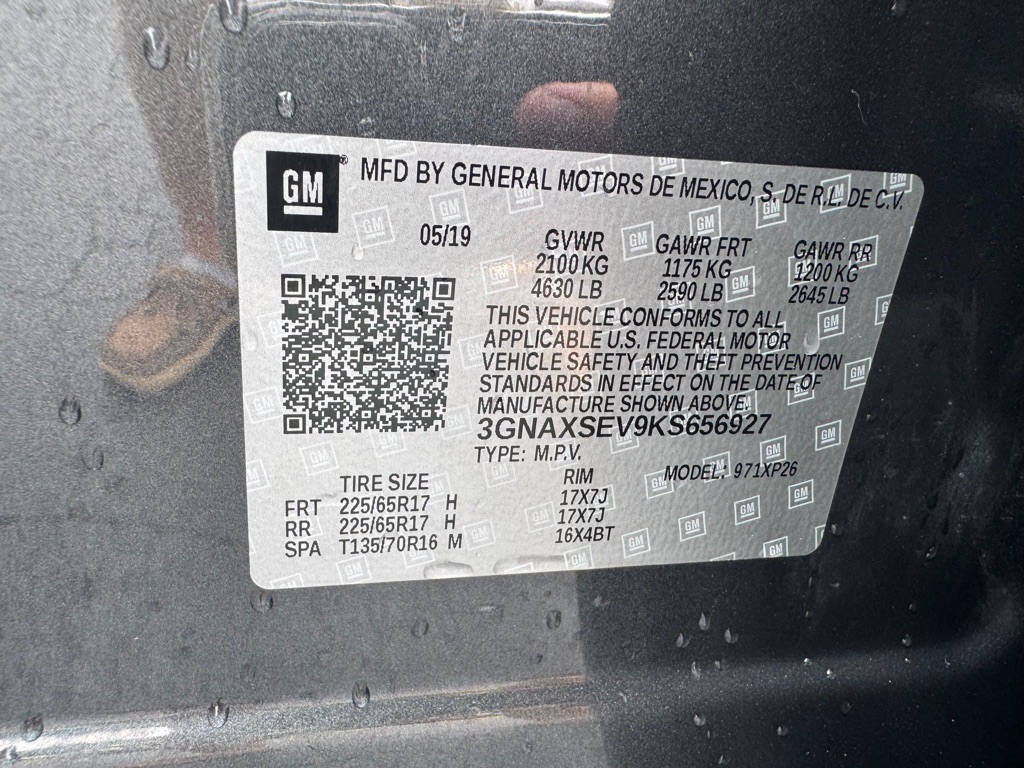 GM ® MFD BY GENERAL MOTORS DE MEXICO, S. DE R.L. DE C.V.
05/19 GVWR GAWR FRT GAWR RR
2100 KG 1175 KG 1200 KG
4630 LB 2590 LB 2645 LB
THIS VEHICLE CONFORMS TO ALL
APPLICABLE U.S. FEDERAL MOTOR
VEHICLE SAFETY AND THEFT PREVENTION
STANDARDS IN EFFECT ON THE DATE OF
MANUFACTURE SHOWN ABOVE.
3GNAXSEV9KS656927
TYPE: M.P.V. MODEL: 971XP26
TIRE SIZE RIM
FRT 225/65R17 H 17X7J
RR 225/65R17 H 17X7J
SPA T135/70R16 M 16X4BT